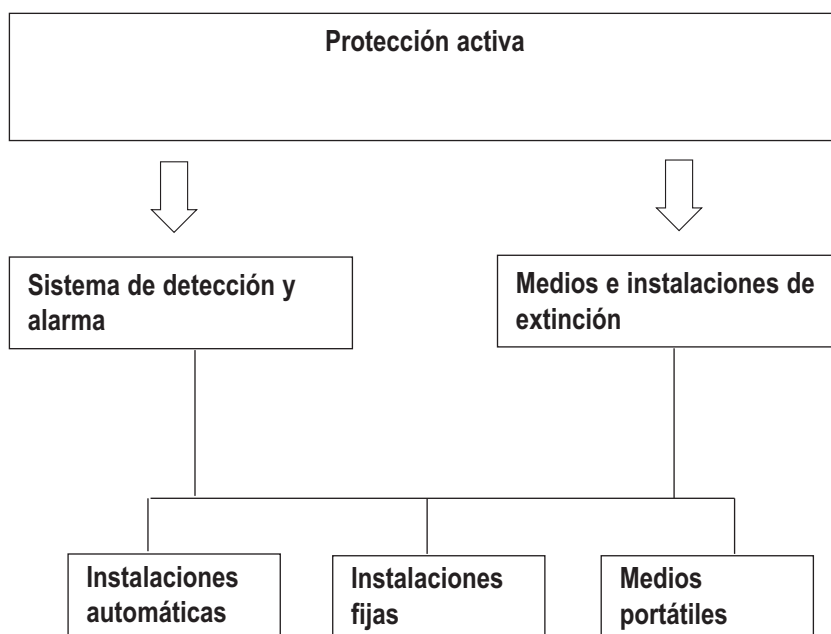 Protección activa
Sistema de detección y
alarma
Medios e instalaciones de
extinción
Instalaciones
automáticas
Instalaciones
fijas
Medios
portátiles